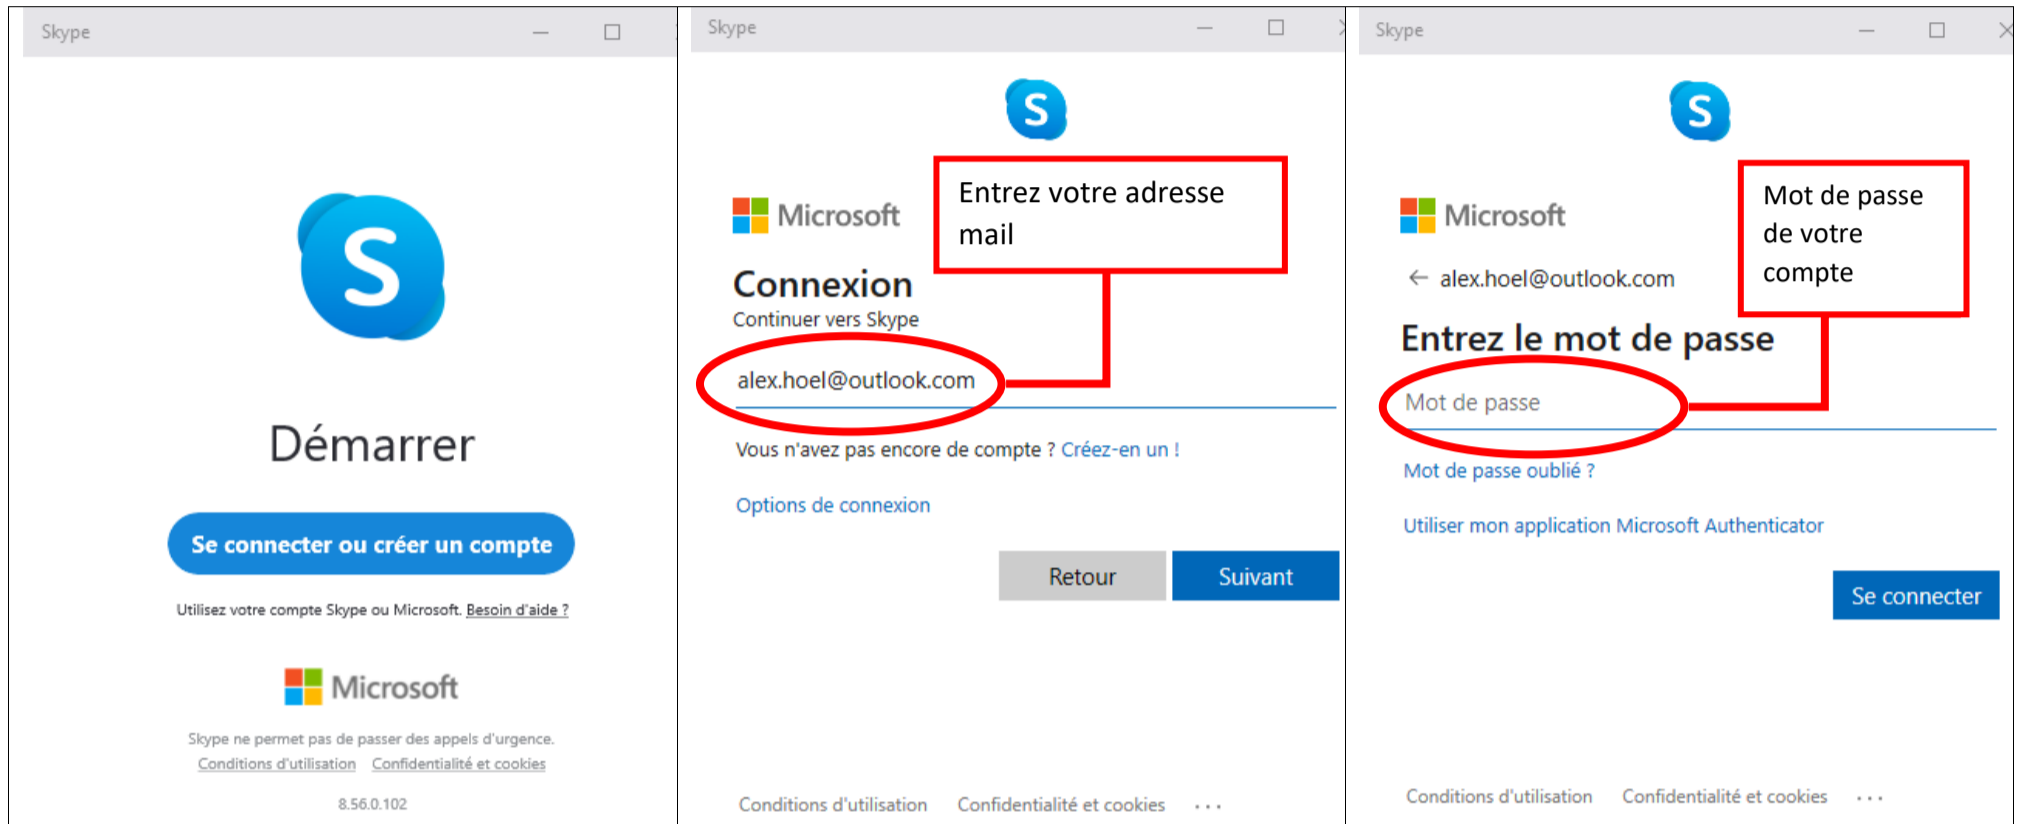 Skype
S
Démarrer
Se connecter ou créer un compte
Utilisez votre compte Skype ou Microsoft. Besoin d'aide ?
Microsoft
Skype ne permet pas de passer des appels d'urgence.
Conditions d'utilisation Confidentialité et cookies
8.56.0.102
Skype
S
Entrez votre adresse
mail
Microsoft
Connexion
Continuer vers Skype
alex.hoel@outlook.com
Vous n'avez pas encore de compte ? Créez-en un !
Options de connexion
Retour Suivant
Conditions d'utilisation Confidentialité et cookies ...
Skype
S
Mot de passe
de votre
compte
Microsoft
← alex.hoel@outlook.com
Entrez le mot de passe
Mot de passe
Mot de passe oublié ?
Utiliser mon application Microsoft Authenticator
Se connecter
Conditions d'utilisation Confidentialité et cookies ...